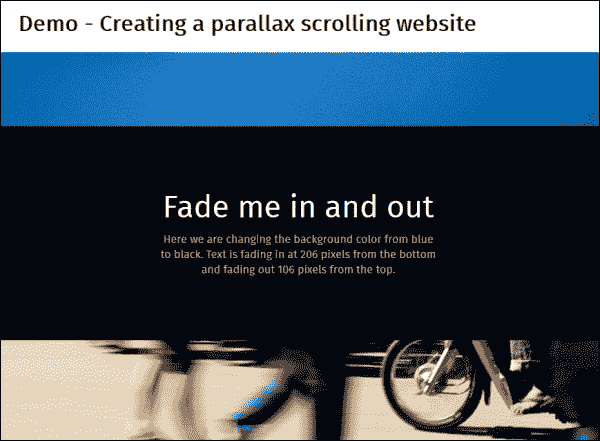 Demo - Creating a parallax scrolling website
Fade me in and out
Here we are changing the background color from blue
to black. Text is fading in at 206 pixels from the bottom
and fading out 106 pixels from the top.